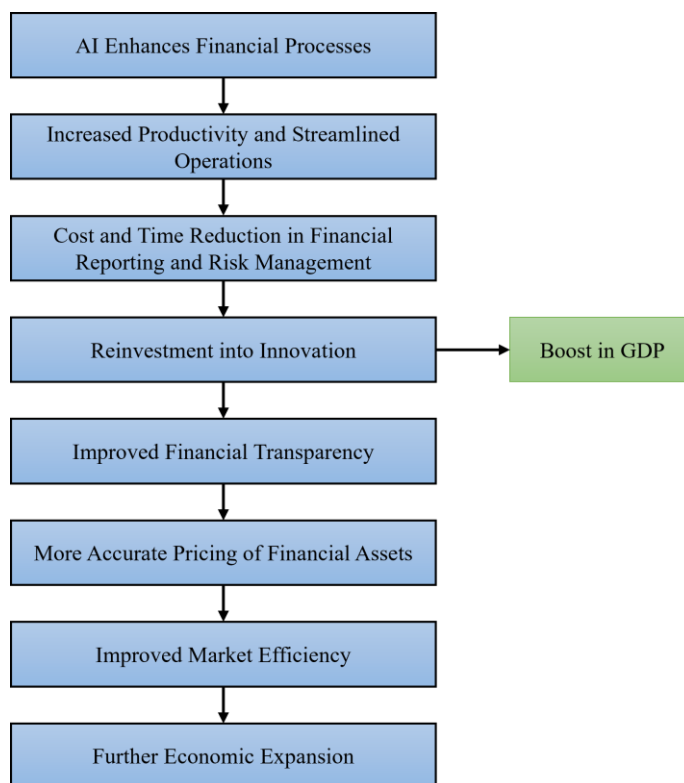 AI Enhances Financial Processes
Increased Productivity and Streamlined
Operations
Cost and Time Reduction in Financial
Reporting and Risk Management
Reinvestment into Innovation
Boost in GDP
Improved Financial Transparency
More Accurate Pricing of Financial Assets
Improved Market Efficiency
Further Economic Expansion